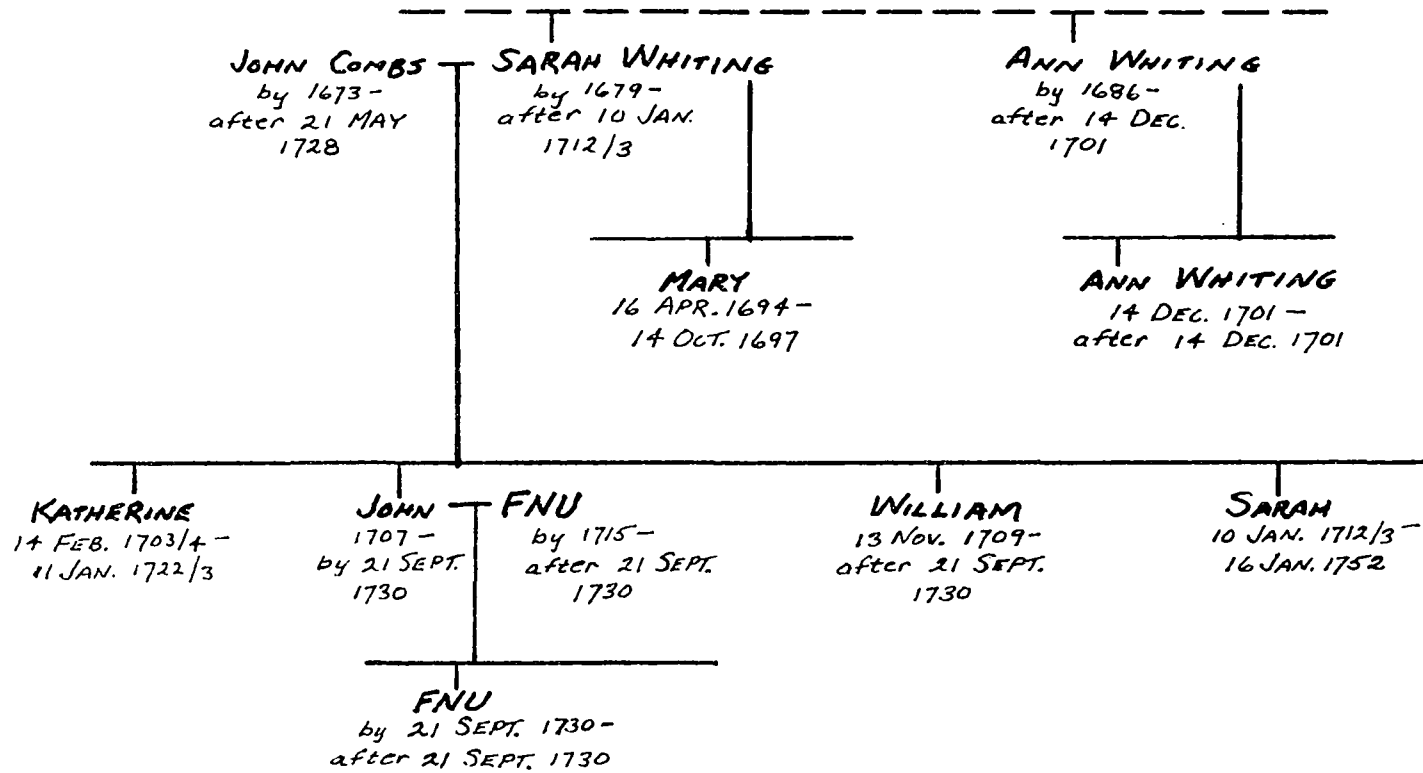 JOHN COMBS
by 1673 -
after 21 MAY
1728
SARAH WHITING
by 1679 -
after 10 JAN.
1712/3
ANN WHITING
by 1686 -
after 14 DEC.
1701
MARY
16 APR. 1694 -
14 OCT. 1697
ANN WHITING
14 DEC. 1701 -
after 14 DEC. 1701
KATHERINE
14 FEB. 1703/4 -
11 JAN. 1722/3
JOHN
1707 -
by 21 SEPT.
1730
FNU
by 1715 -
after 21 SEPT.
1730
WILLIAM
13 NOV. 1709 -
after 21 SEPT.
1730
SARAH
10 JAN. 1712/3 -
16 JAN. 1752
FNU
by 21 SEPT. 1730 -
after 21 SEPT. 1730